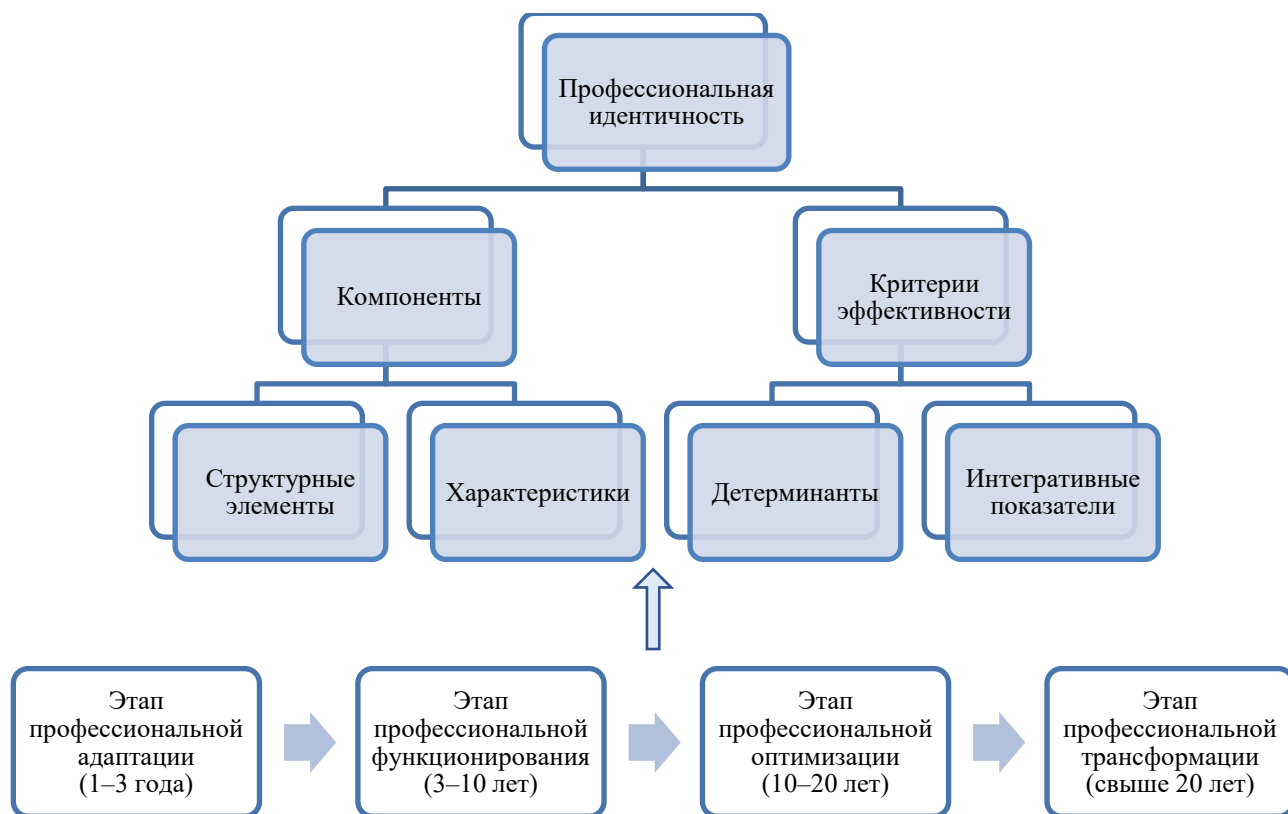 Профессиональная
идентичность
Компоненты
Критерии
эффективности
Структурные
элементы
Характеристики
Детерминанты
Интегративные
показатели
Этап
профессиональной
адаптации
(1–3 года)
Этап
профессиональной
функционирования
(3–10 лет)
Этап
профессиональной
оптимизации
(10–20 лет)
Этап
профессиональной
трансформации
(свыше 20 лет)